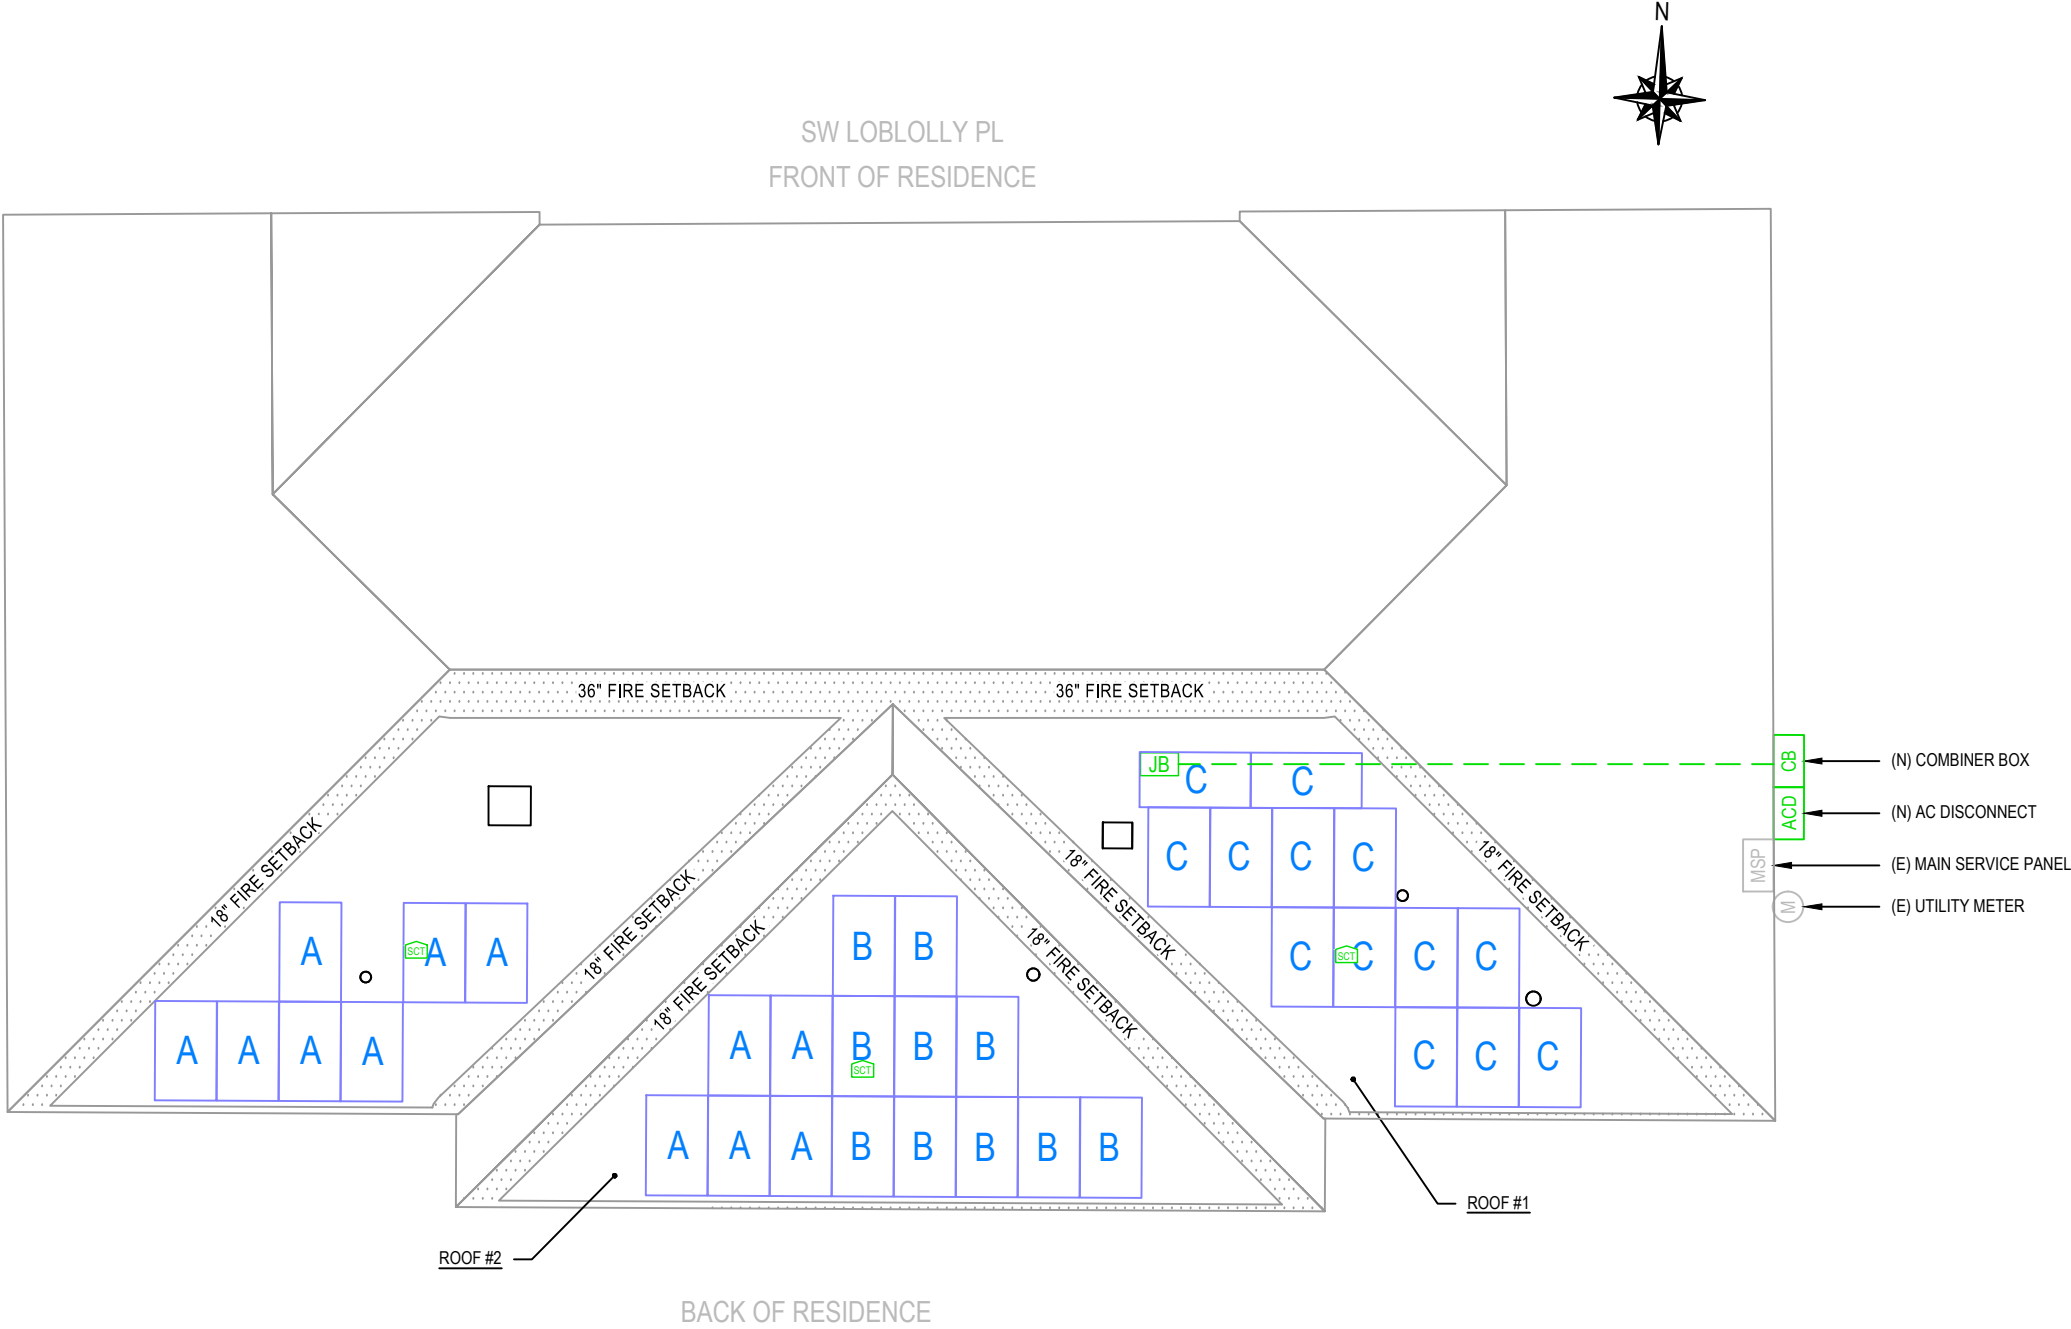 N
SW LOBLOLLY PL
FRONT OF RESIDENCE
36" FIRE SETBACK
36" FIRE SETBACK
JB
C
C
CB
(N) COMBINER BOX
ACD
(N) AC DISCONNECT
MSP
(E) MAIN SERVICE PANEL
M
(E) UTILITY METER
18" FIRE SETBACK
18" FIRE SETBACK
18" FIRE SETBACK
18" FIRE SETBACK
18" FIRE SETBACK
18" FIRE SETBACK
C C C C
A SCT A A
B B
C SCT C C C
A A A A
A A B B B
SCT
C C C
A A A B B B B B
ROOF #1
ROOF #2
BACK OF RESIDENCE